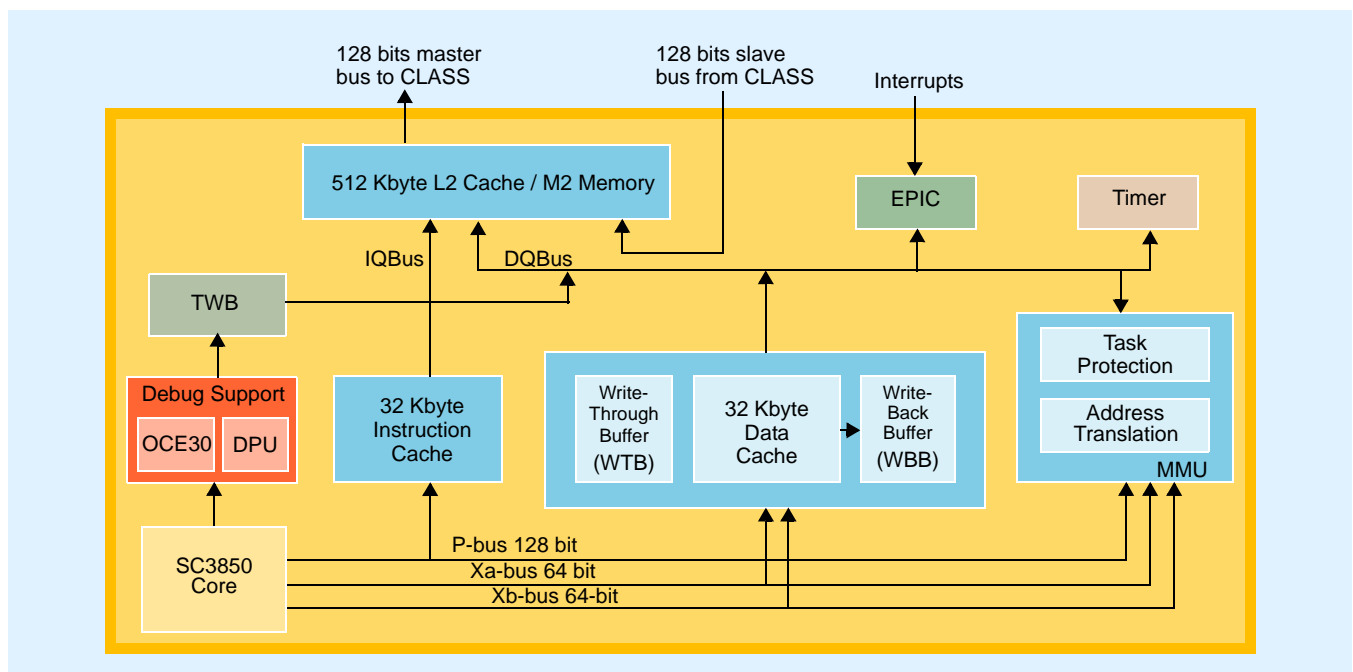 128 bits master
bus to CLASS
128 bits slave
bus from CLASS
Interrupts
512 Kbyte L2 Cache / M2 Memory
EPIC
Timer
IQBus
DQBus
TWB
Task
Protection
Address
Translation
MMU
Debug Support
OCE30
DPU
32 Kbyte
Instruction
Cache
Write-
Through
Buffer
(WTB)
32 Kbyte
Data
Cache
Write-
Back
Buffer
(WBB)
SC3850
Core
P-bus 128 bit
Xa-bus 64 bit
Xb-bus 64-bit